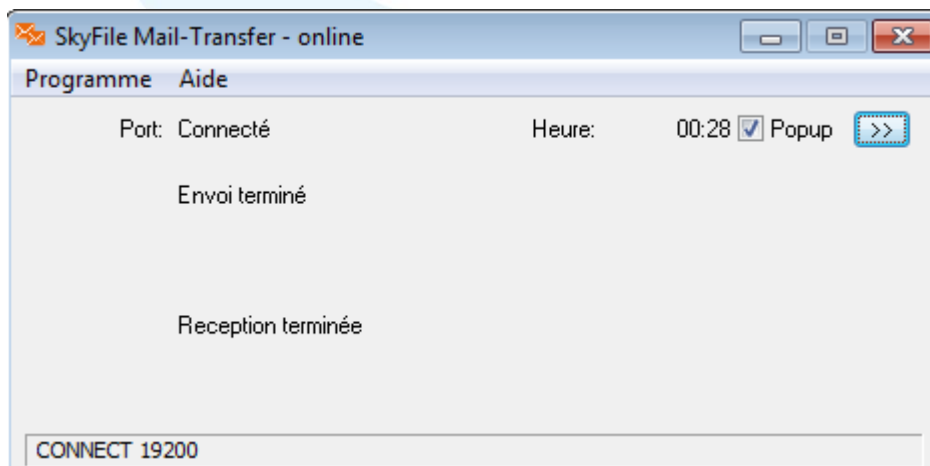 SkyFile Mail-Transfer - online
Programme Aide
Port: Connecté Heure: 00:28 Popup >>
Envoi terminé
Reception terminée
CONNECT 19200